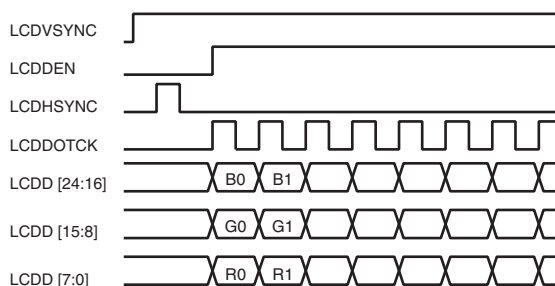 LCDVSYNC
LCDDEN
LCDHSYNC
LCDDOTCK
LCDD [24:16] B0 B1
LCDD [15:8] G0 G1
LCDD [7:0] R0 R1